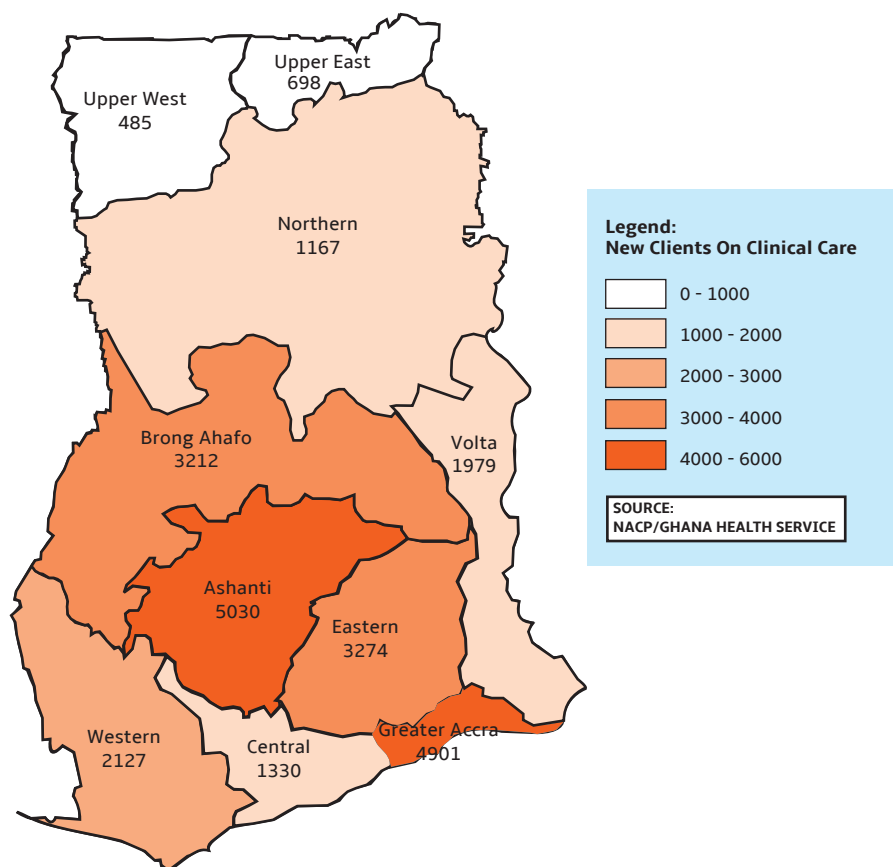 Upper East
698
Upper West
485
Northern
1167
Brong Ahafo
3212
Volta
1979
Ashanti
5030
Eastern
3274
Western
2127
Central
1330
Greater Accra
4901
Legend:
New Clients On Clinical Care
0 - 1000
1000 - 2000
2000 - 3000
3000 - 4000
4000 - 6000
SOURCE:
NACP/GHANA HEALTH SERVICE